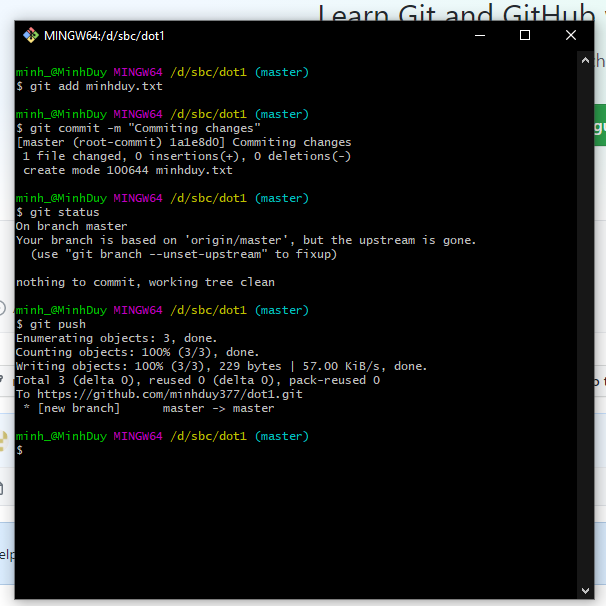 Learn Git and GitHub
MINGW64:/d/sbc/dot1
minh_@MinhDuy MINGW64 /d/sbc/dot1 (master)
$ git add minhduy.txt
minh_@MinhDuy MINGW64 /d/sbc/dot1 (master)
$ git commit -m "Commiting changes"
[master (root-commit) 1a1e8d0] Commiting changes
1 file changed, 0 insertions(+), 0 deletions(-)
create mode 100644 minhduy.txt
minh_@MinhDuy MINGW64 /d/sbc/dot1 (master)
$ git status
On branch master
Your branch is based on 'origin/master', but the upstream is gone.
(use "git branch --unset-upstream" to fixup)
nothing to commit, working tree clean
minh_@MinhDuy MINGW64 /d/sbc/dot1 (master)
$ git push
Enumerating objects: 3, done.
Counting objects: 100% (3/3), done.
Writing objects: 100% (3/3), 229 bytes | 57.00 KiB/s, done.
Total 3 (delta 0), reused 0 (delta 0), pack-reused 0
To https://github.com/minhduy377/dot1.git
* [new branch] master -> master
minh_@MinhDuy MINGW64 /d/sbc/dot1 (master)
$